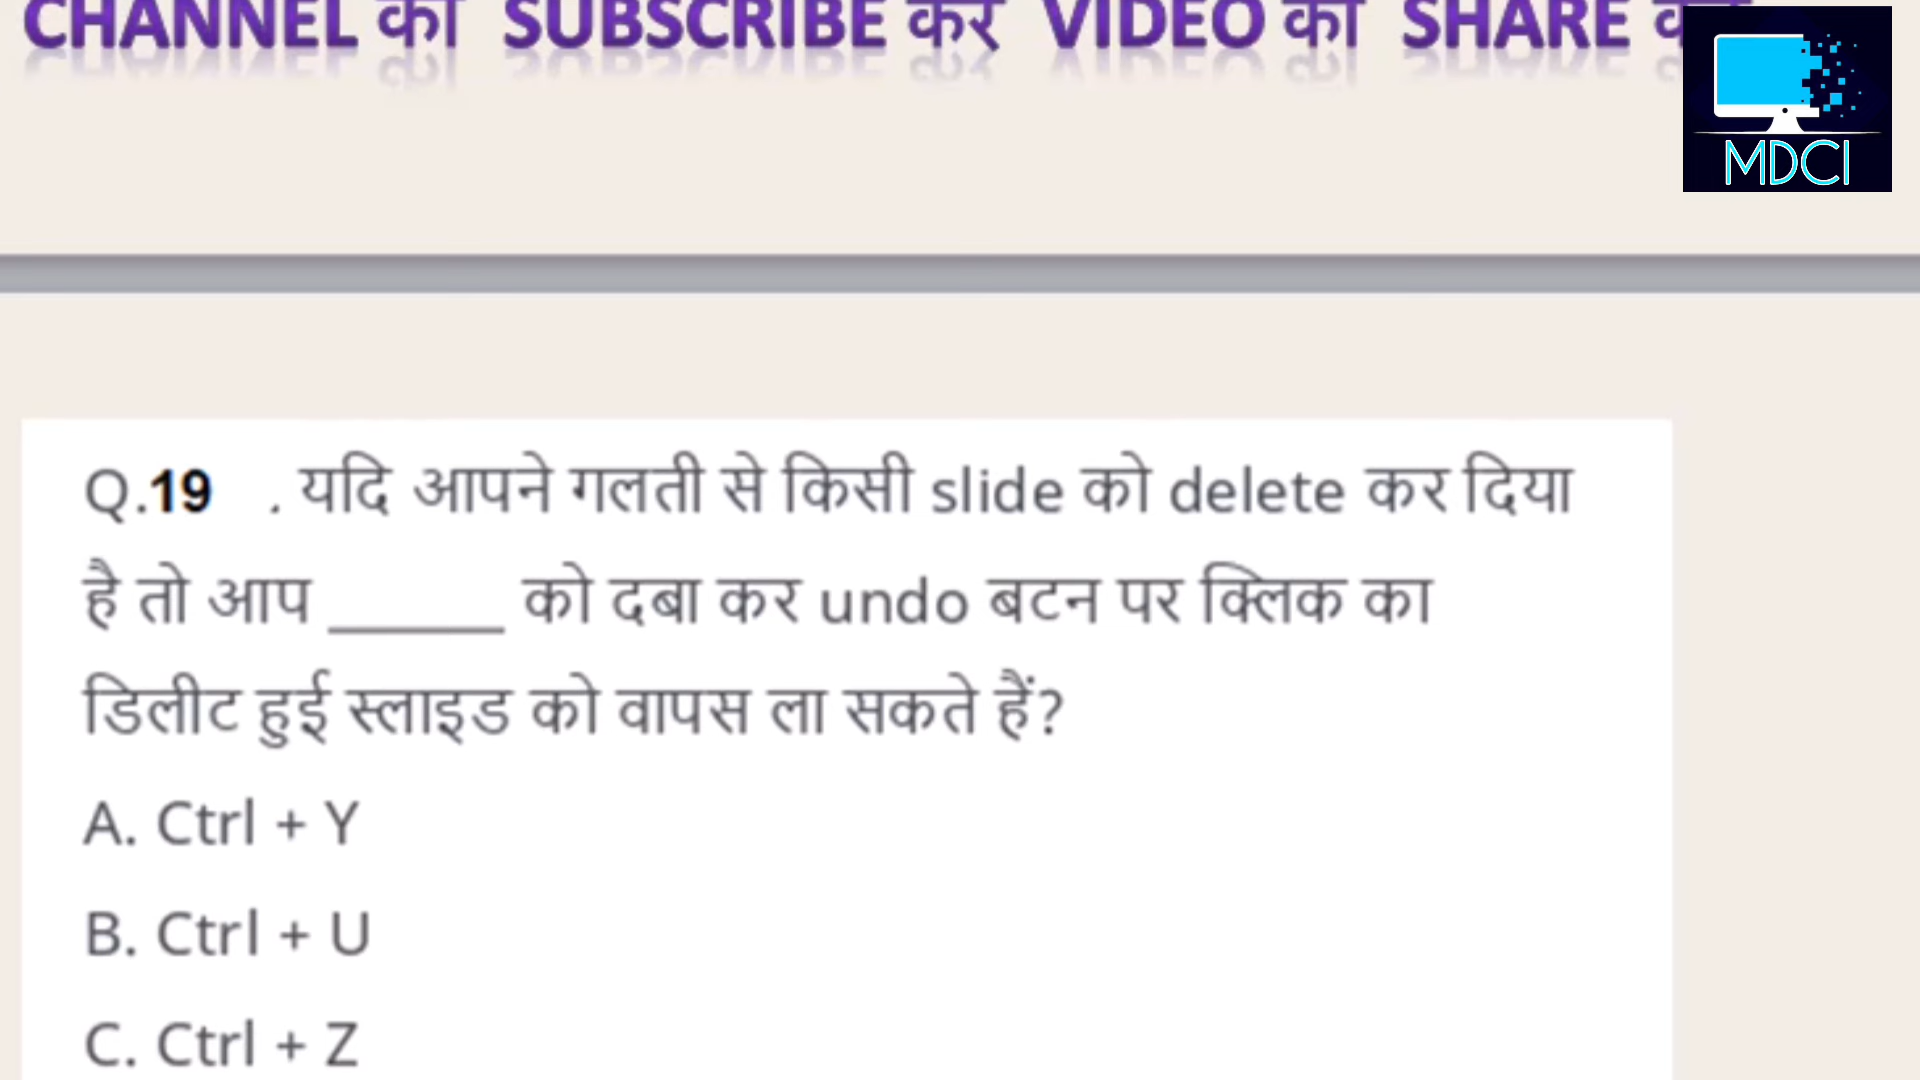 CHANNEL को SUBSCRIBE करें VIDEO को SHARE
MDCI
Q.19 . यदि आपने गलती से किसी slide को delete कर दिया
है तो आप ______ को दबा कर undo बटन पर क्लिक का
डिलीट हुई स्लाइड को वापस ला सकते हैं?
A. Ctrl + Y
B. Ctrl + U
C. Ctrl + Z